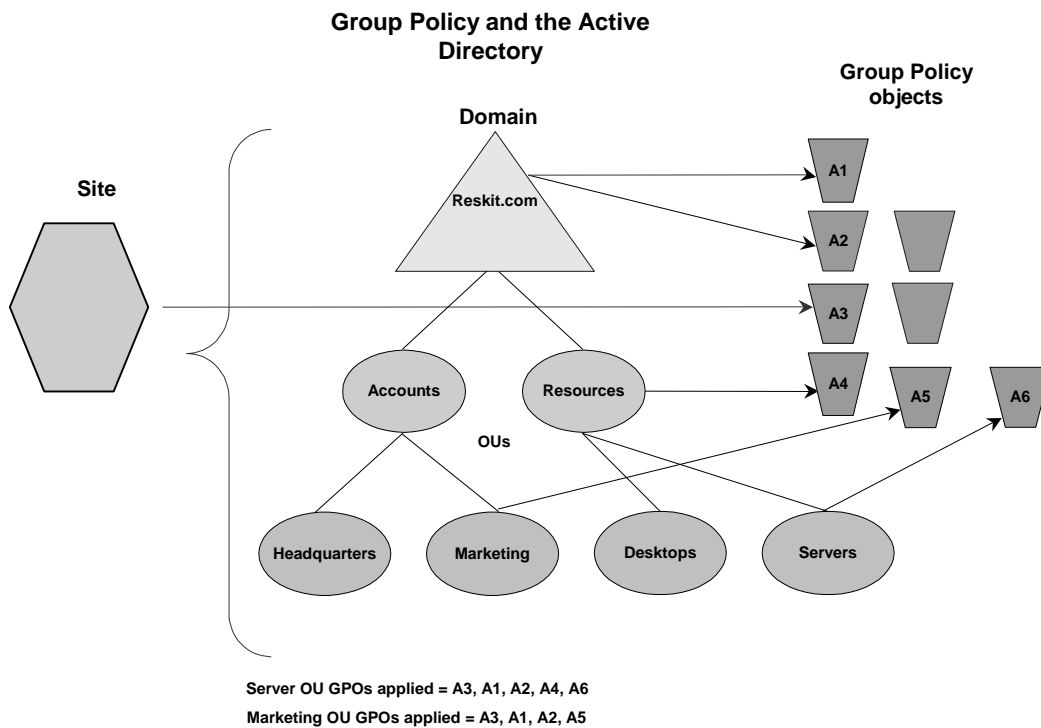 Group Policy and the Active
Directory
Group Policy
objects
Domain
Site
Reskit.com
A1
A2
A3
A4
A5
A6
Accounts
Resources
OUs
Headquarters
Marketing
Desktops
Servers
Server OU GPOs applied = A3, A1, A2, A4, A6
Marketing OU GPOs applied = A3, A1, A2, A5